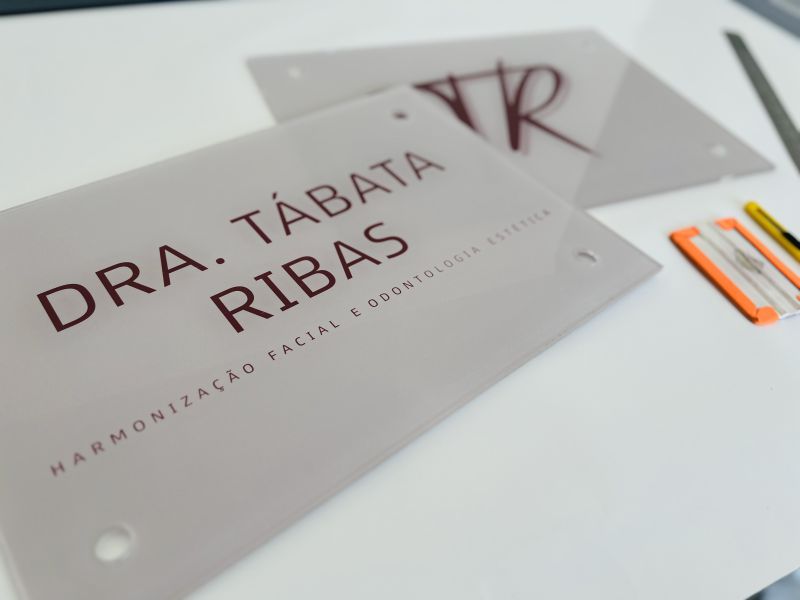 TR
DRA. TÁBATA
RIBAS
HARMONIZAÇÃO FACIAL E ODONTOLOGIA ESTÉTICA